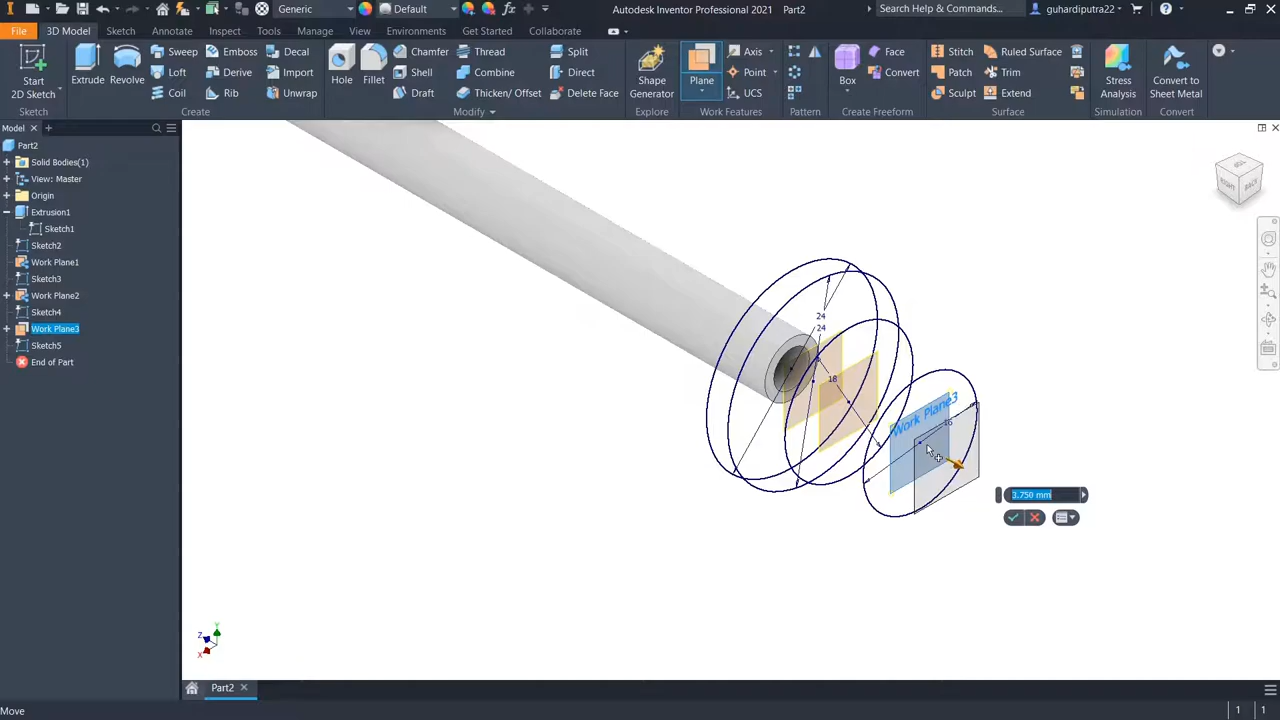 Generic
Default
Autodesk Inventor Professional 2021
Part2
Search Help & Commands...
guhardiputra22
File
3D Model
Sketch
Annotate
Inspect
Tools
Manage
View
Environments
Get Started
Collaborate
Start
2D Sketch
Extrude
Revolve
Sweep
Loft
Coil
Emboss
Derive
Rib
Decal
Import
Unwrap
Hole
Fillet
Chamfer
Shell
Draft
Thread
Combine
Thicken/ Offset
Split
Direct
Delete Face
Shape
Generator
Plane
Axis
Point
UCS
Box
Face
Convert
Stitch
Patch
Sculpt
Ruled Surface
Trim
Extend
Stress
Analysis
Convert to
Sheet Metal
Sketch
Create
Modify
Explore
Work Features
Pattern
Create Freeform
Surface
Simulation
Convert
Model
Part2
Solid Bodies(1)
View: Master
Origin
Extrusion1
Sketch1
Sketch2
Work Plane1
Sketch3
Work Plane2
Sketch4
Work Plane3
Sketch5
End of Part
RIGHT
BACK
24
24
18
Work Plane3
16
3.750 mm
Y
Z
X
Part2
Move
1
1